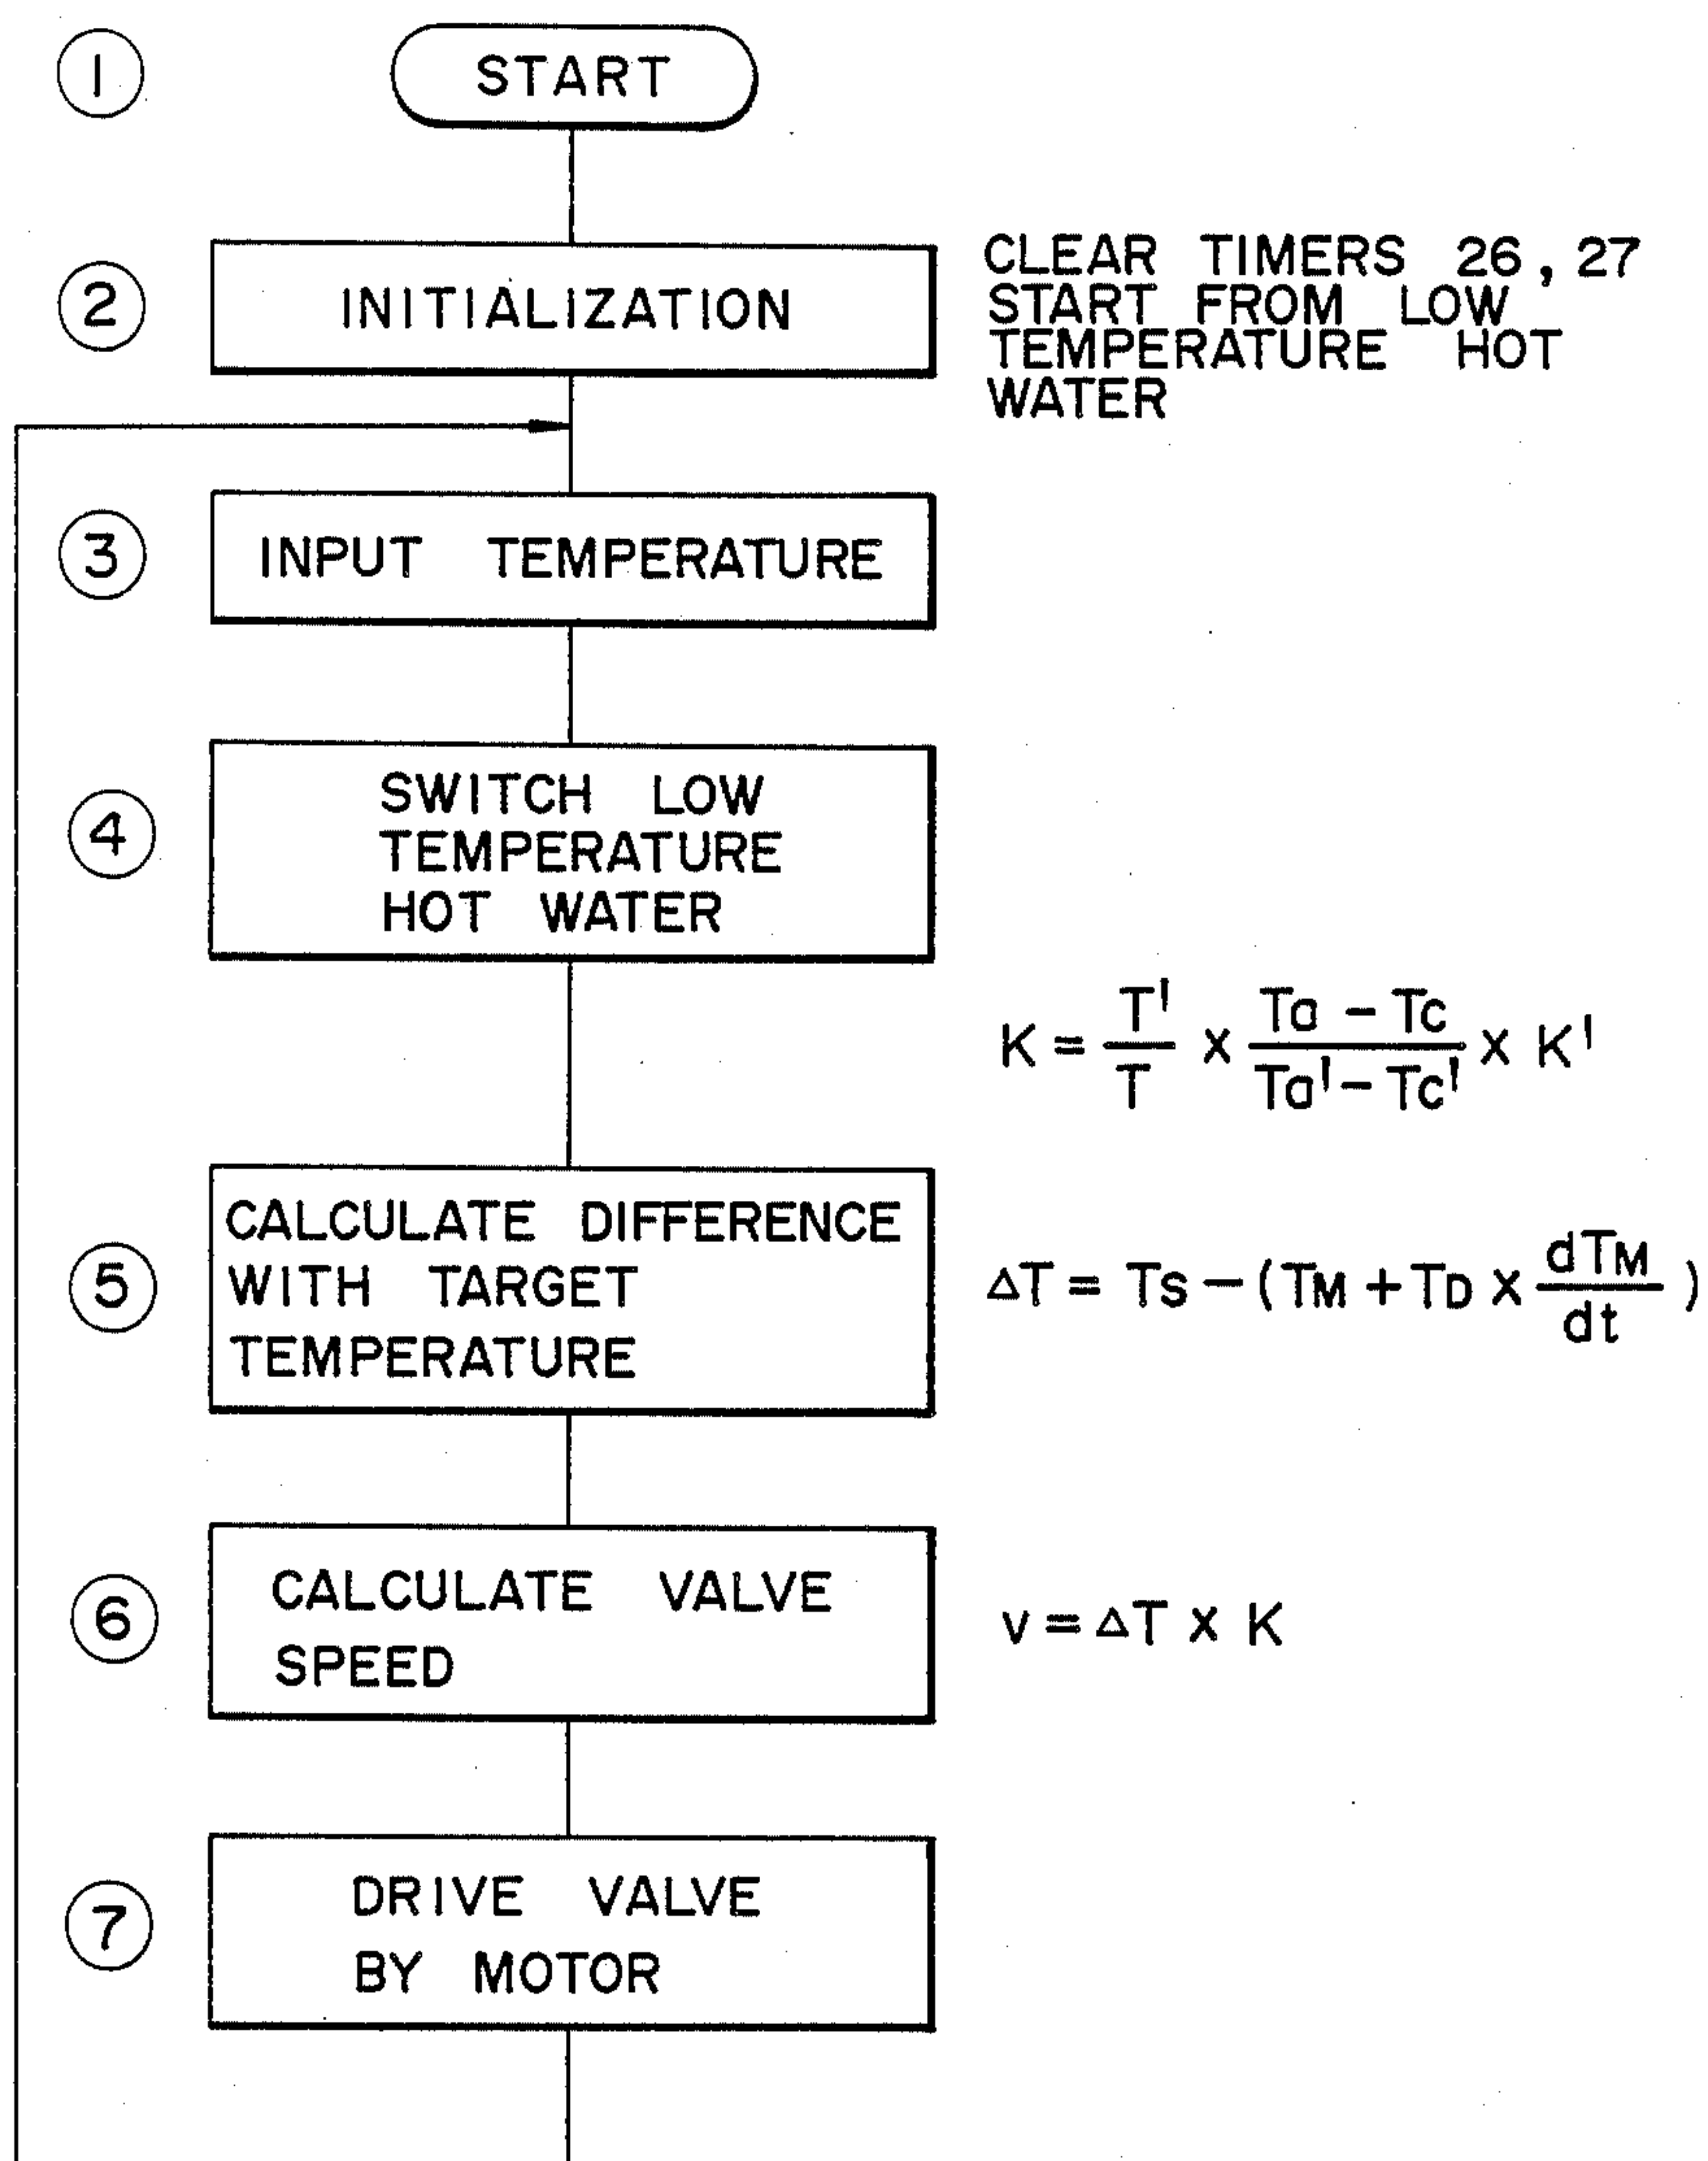 ① START
② INITIALIZATION
CLEAR TIMERS 26, 27
START FROM LOW
TEMPERATURE HOT
WATER
③ INPUT TEMPERATURE
④ SWITCH LOW
TEMPERATURE
HOT WATER
K = T'/T × (Ta - Tc)/(Ta' - Tc') × K'
⑤ CALCULATE DIFFERENCE
WITH TARGET
TEMPERATURE
ΔT = TS - (TM + TD × dTM/dt)
⑥ CALCULATE VALVE
SPEED
v = ΔT × K
⑦ DRIVE VALVE
BY MOTOR